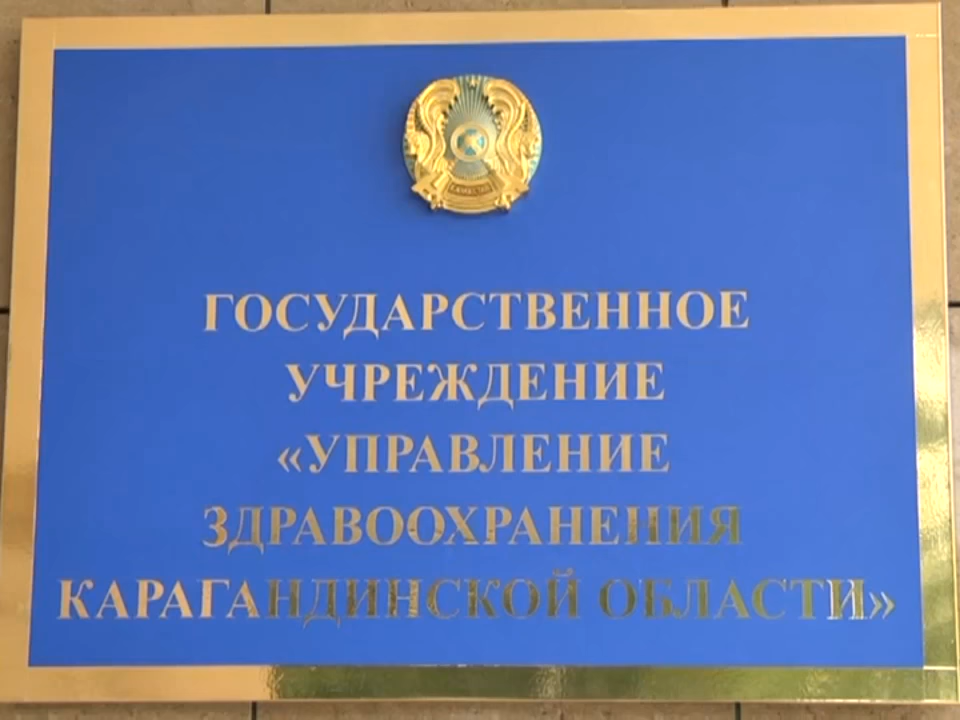 ГОСУДАРСТВЕННОЕ
УЧРЕЖДЕНИЕ
«УПРАВЛЕНИЕ
ЗДРАВООХРАНЕНИЯ
КАРАГАНДИНСКОЙ ОБЛАСТИ»